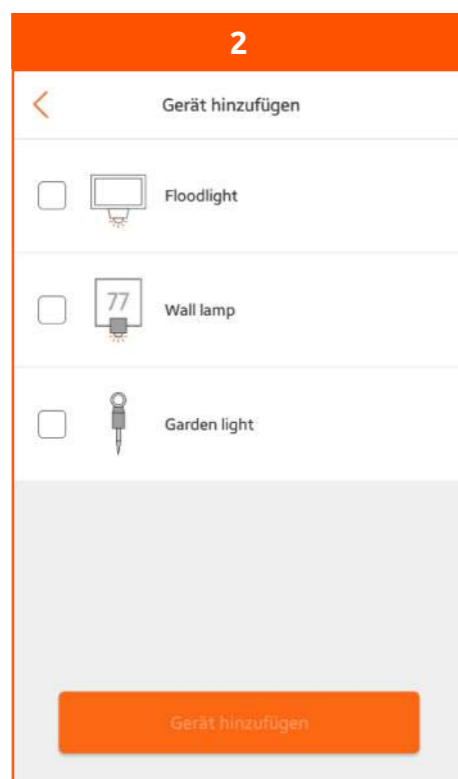 2
Gerät hinzufügen
Floodlight
77
Wall lamp
Garden light
Gerät hinzufügen